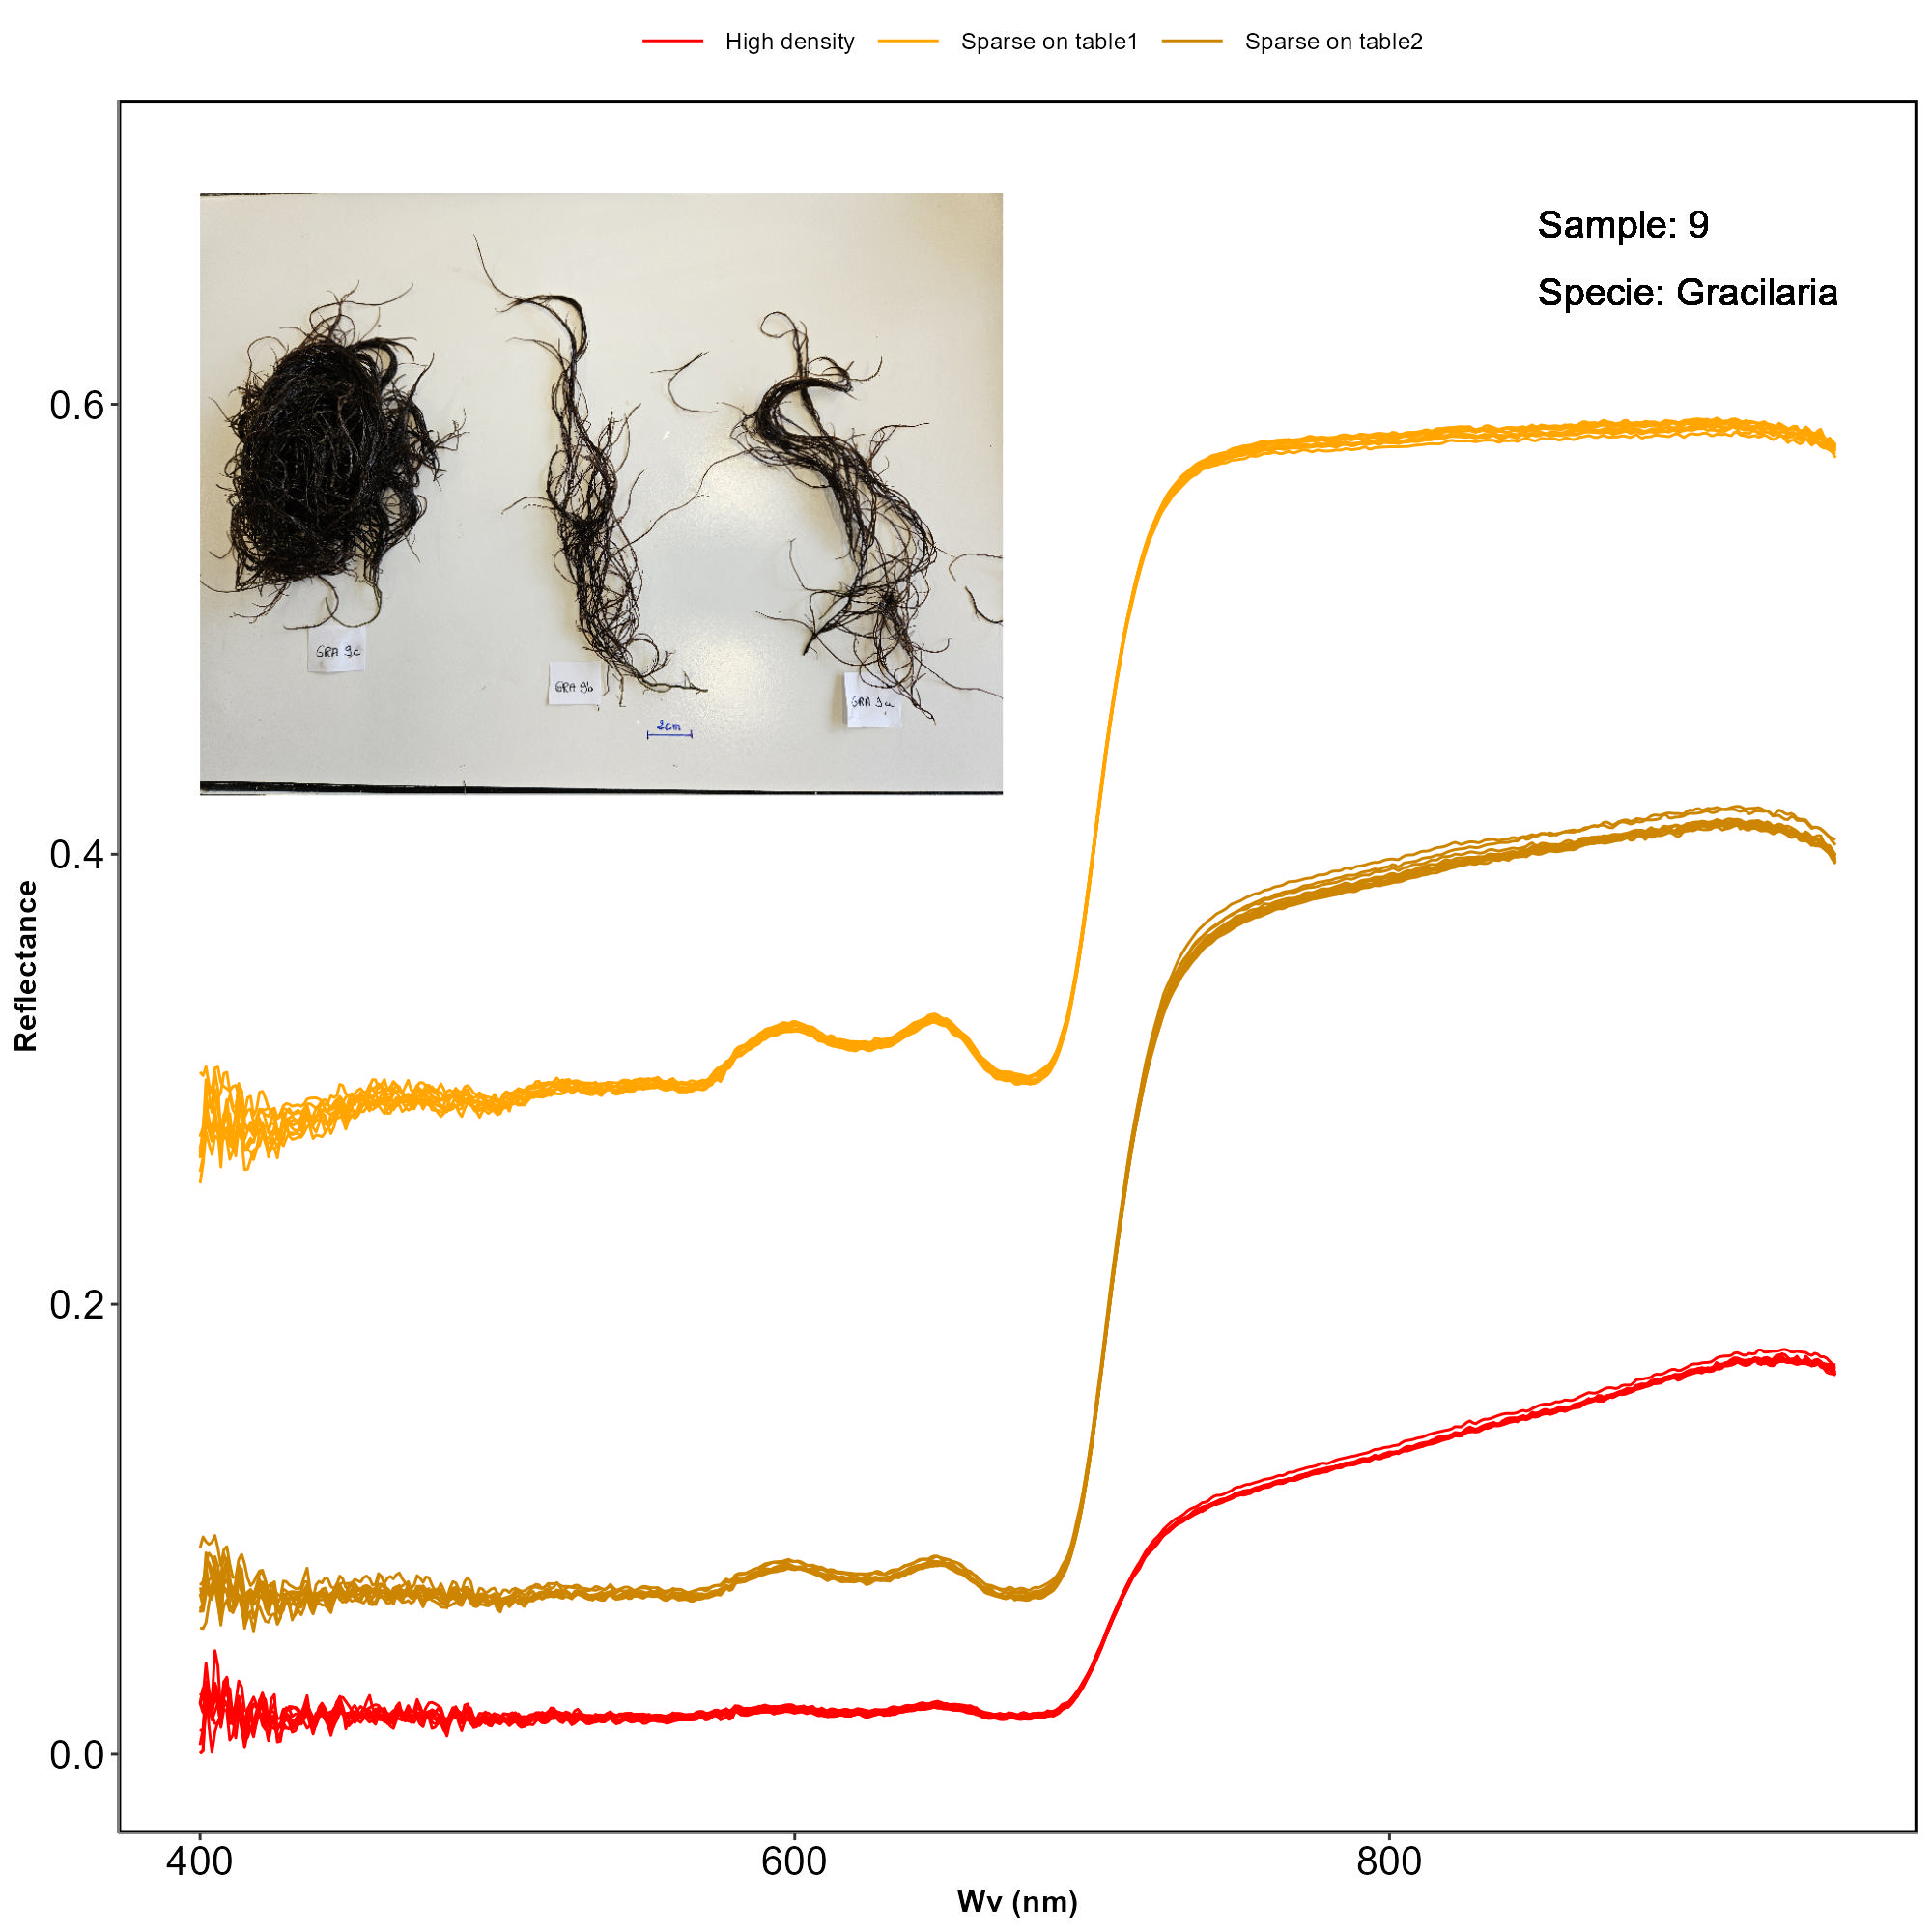 High density
Sparse on table1
Sparse on table2
Sample: 9
Specie: Gracilaria
GRA 9c
GRA 9b
GRA 9a
2cm
0.6
0.4
0.2
0.0
Reflectance
400
600
800
Wv (nm)